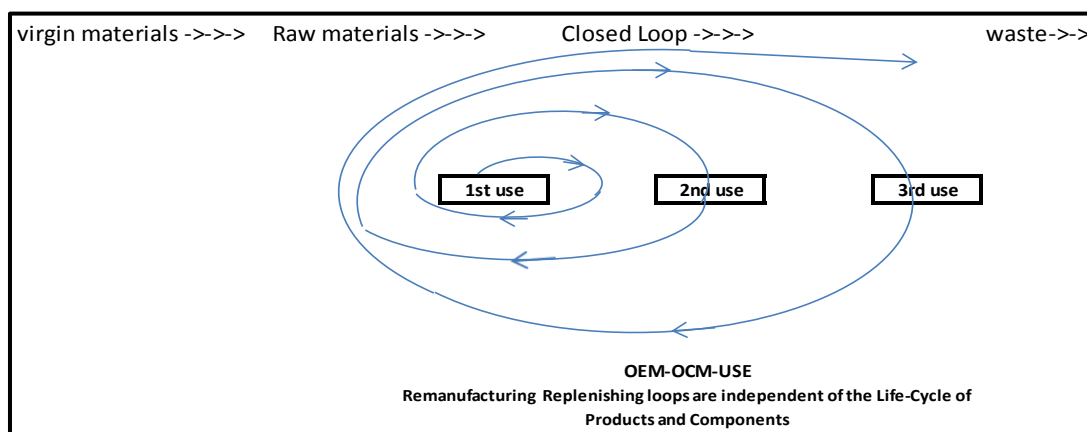 virgin materials ->->-> Raw materials ->->-> Closed Loop ->->-> waste->->
1st use 2nd use 3rd use
OEM-OCM-USE
Remanufacturing Replenishing loops are independent of the Life-Cycle of
Products and Components